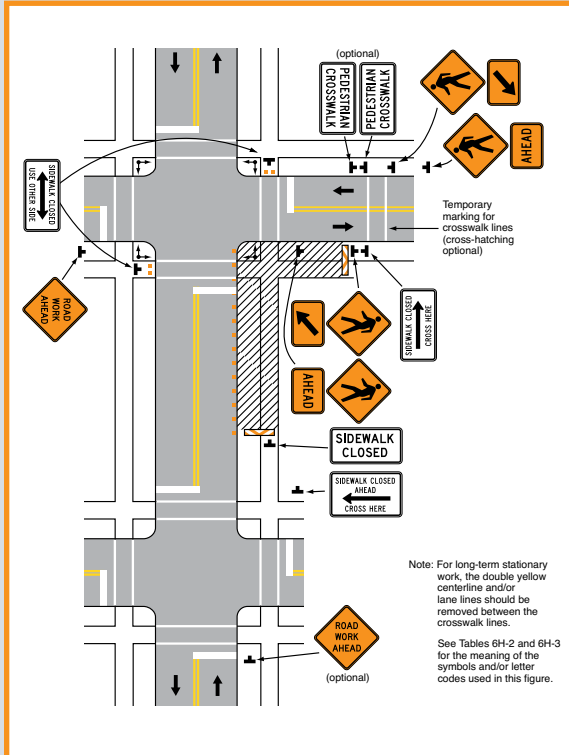 (optional)
PEDESTRIAN
CROSSWALK
PEDESTRIAN
CROSSWALK
AHEAD
SIDEWALK CLOSED
USE OTHER SIDE
Temporary
marking for
crosswalk lines
(cross-hatching
optional)
ROAD
WORK
AHEAD
SIDEWALK CLOSED
CROSS HERE
AHEAD
SIDEWALK
CLOSED
SIDEWALK CLOSED
AHEAD
CROSS HERE
Note: For long-term stationary
work, the double yellow
centerline and/or
lane lines should be
removed between the
crosswalk lines.
See Tables 6H-2 and 6H-3
for the meaning of the
symbols and/or letter
codes used in this figure.
ROAD
WORK
AHEAD
(optional)